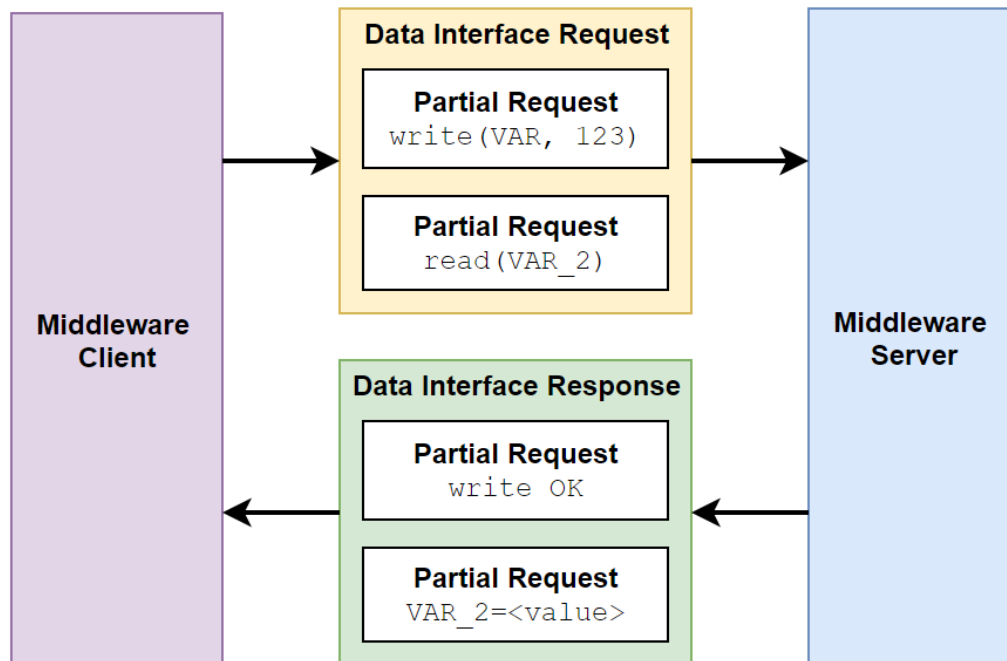 Data Interface Request
Partial Request
write(VAR, 123)
Partial Request
read(VAR_2)
Middleware
Client
Middleware
Server
Data Interface Response
Partial Request
write OK
Partial Request
VAR_2=<value>